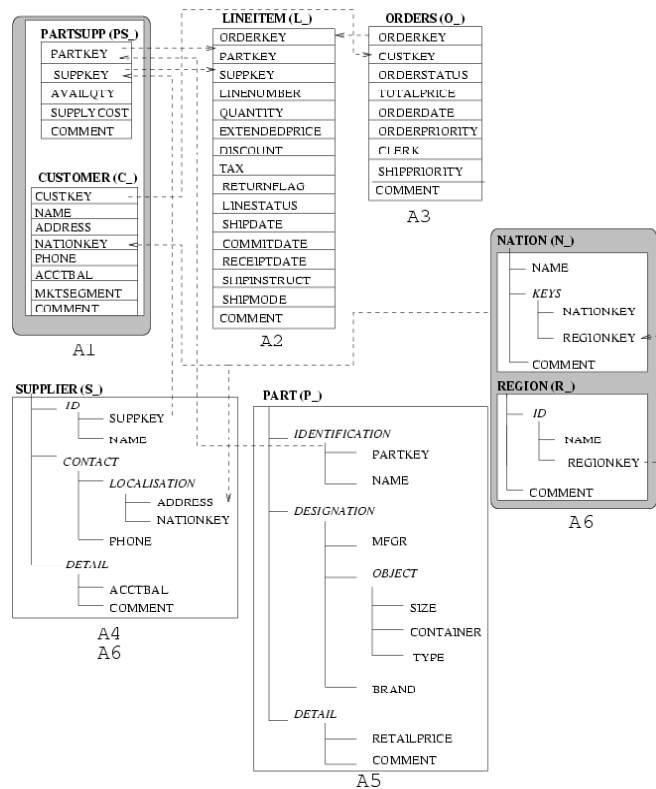 PARTSUPP (PS_)
PARTKEY
SUPPKEY
AVAILQTY
SUPPLYCOST
COMMENT
CUSTOMER (C_)
CUSTKEY
NAME
ADDRESS
NATIONKEY
PHONE
ACCTBAL
MKTSEGMENT
COMMENT
A1
LINEITEM (L_)
ORDERKEY
PARTKEY
SUPPKEY
LINENUMBER
QUANTITY
EXTENDEDPRICE
DISCOUNT
TAX
RETURNFLAG
LINESTATUS
SHIPDATE
COMMITDATE
RECEIPTDATE
SHIPINSTRUCT
SHIPMODE
COMMENT
A2
ORDERS (O_)
ORDERKEY
CUSTKEY
ORDERSTATUS
TOTALPRICE
ORDERDATE
ORDERPRIORITY
CLERK
SHIPPRIORITY
COMMENT
A3
NATION (N_)
NAME
KEYS
NATIONKEY
REGIONKEY
COMMENT
REGION (R_)
ID
NAME
REGIONKEY
COMMENT
A6
SUPPLIER (S_)
ID
SUPPKEY
NAME
CONTACT
LOCALISATION
ADDRESS
NATIONKEY
PHONE
DETAIL
ACCTBAL
COMMENT
A4
A6
PART (P_)
IDENTIFICATION
PARTKEY
NAME
DESIGNATION
MFGR
OBJECT
SIZE
CONTAINER
TYPE
BRAND
DETAIL
RETAILPRICE
COMMENT
A5